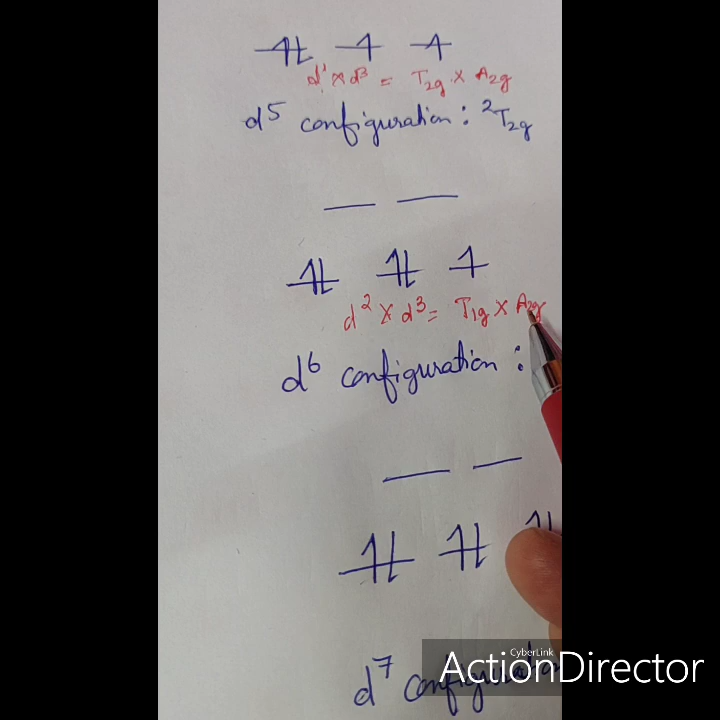 d¹ × d³ = T₂g × A₂g
d⁵ configuration : ²T₂g
d² × d³ = T₁g × A₂g
d⁶ configuration :
d⁷
CyberLink
ActionDirector